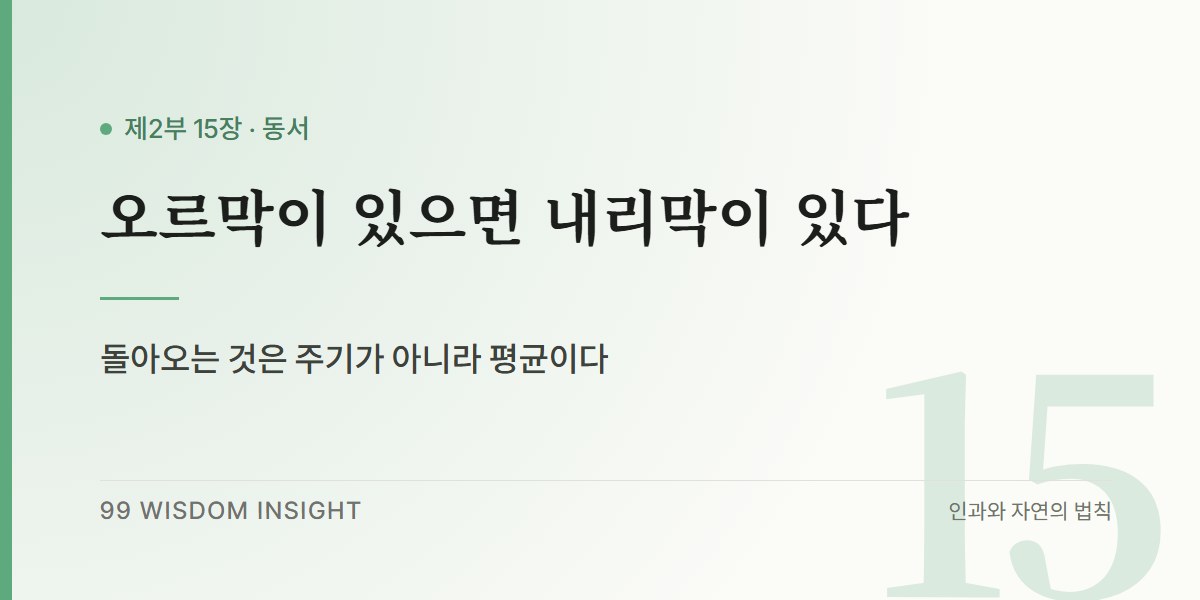 제2부 15장 · 동서
오르막이 있으면 내리막이 있다
돌아오는 것은 주기가 아니라 평균이다
99 WISDOM INSIGHT
인과와 자연의 법칙
15